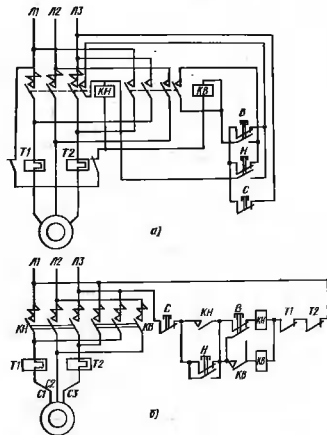 Л1 Л2 Л3
КН КВ
В
Н
С
Т1 Т2
а)
Л1 Л2 Л3
С КН В КН Т1 Т2
КН КВ
Н КВ КВ
Т1 Т2
С2
С1 С3
б)